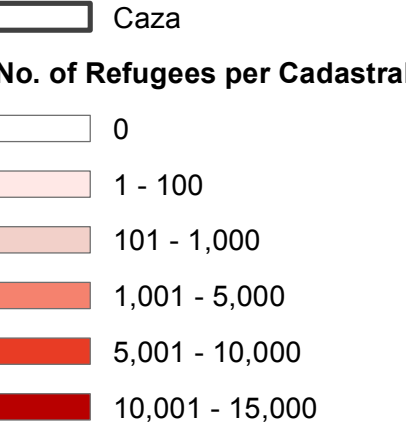 Caza
No. of Refugees per Cadastral
0
1 - 100
101 - 1,000
1,001 - 5,000
5,001 - 10,000
10,001 - 15,000